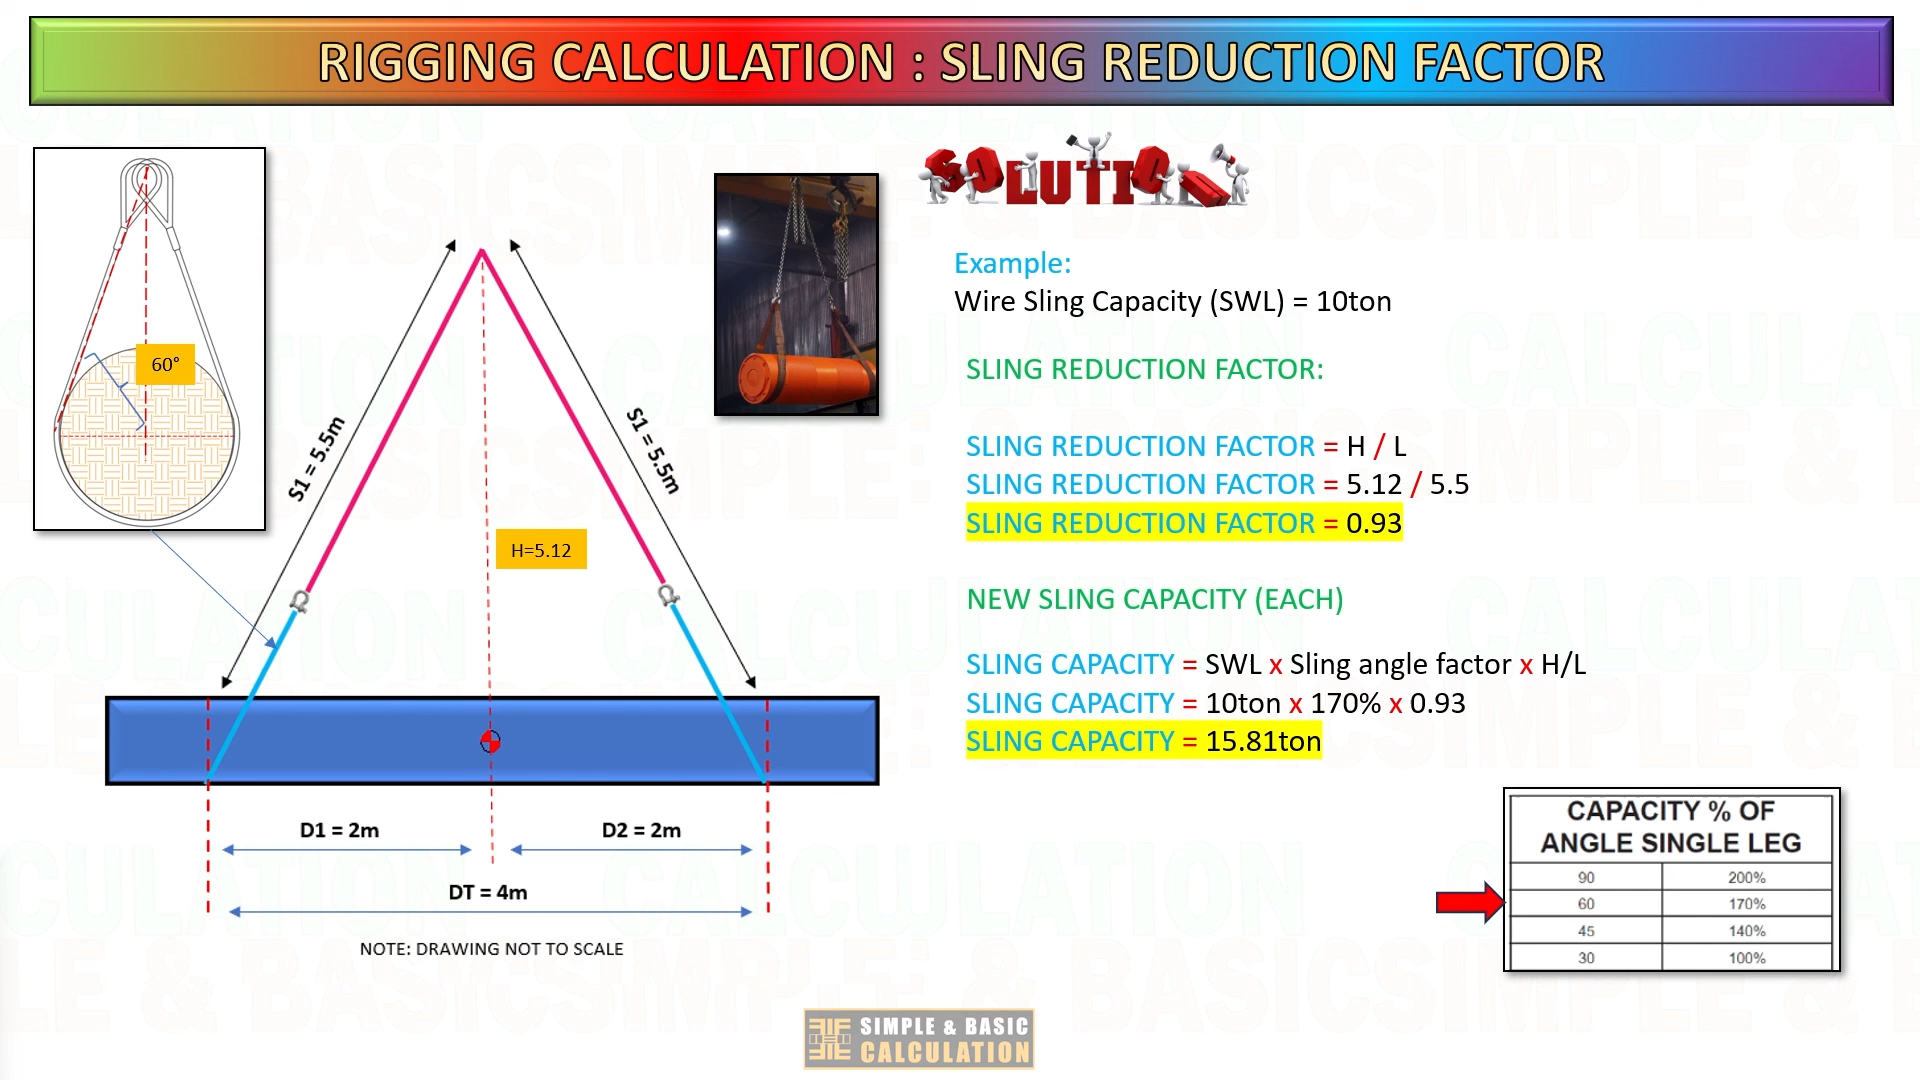 RIGGING CALCULATION : SLING REDUCTION FACTOR
SOLUTION
60°
S1 = 5.5m
S1 = 5.5m
H=5.12
D1 = 2m
D2 = 2m
DT = 4m
NOTE: DRAWING NOT TO SCALE
Example:
Wire Sling Capacity (SWL) = 10ton
SLING REDUCTION FACTOR:
SLING REDUCTION FACTOR = H / L
SLING REDUCTION FACTOR = 5.12 / 5.5
SLING REDUCTION FACTOR = 0.93
NEW SLING CAPACITY (EACH)
SLING CAPACITY = SWL x Sling angle factor x H/L
SLING CAPACITY = 10ton x 170% x 0.93
SLING CAPACITY = 15.81ton
CAPACITY % OF
ANGLE SINGLE LEG
90 200%
60 170%
45 140%
30 100%
SIMPLE & BASIC
CALCULATION